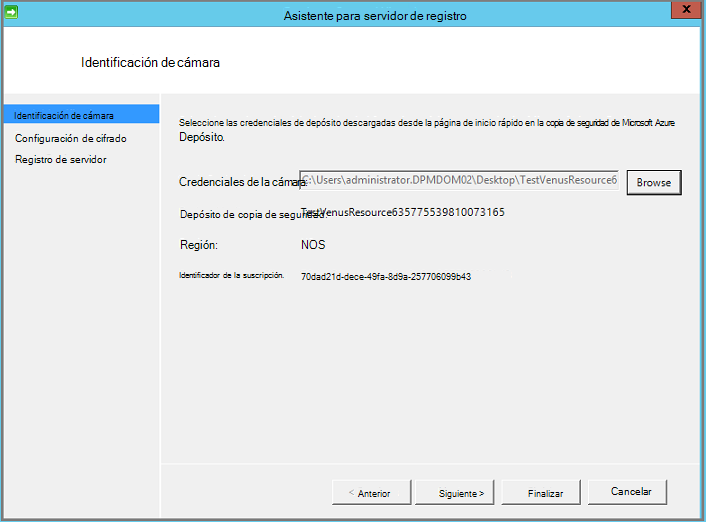 Asistente para servidor de registro
x
Identificación de cámara
Identificación de cámara
Configuración de cifrado
Registro de servidor
Seleccione las credenciales de depósito descargadas desde la página de inicio rápido en la copia de seguridad de Microsoft Azure
Depósito.
Credenciales de la cámara: C:\Users\administrator.DPMDOM02\Desktop\TestVenusResource6 Browse
Depósito de copia de seguridad: TestVenusResource635775539810073165
Región: NOS
Identificador de la suscripción. 70dad21d-dece-49fa-8d9a-257706099b43
< Anterior Siguiente > Finalizar Cancelar